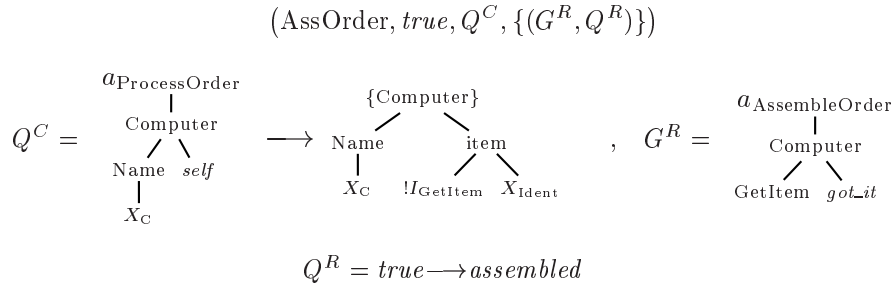 (AssOrder, true, Q^C, {(G^R, Q^R)})
a_ProcessOrder
Computer
Name self
X_C
Q^C =
⟶
{Computer}
Name item
X_C !I_GetItem X_Ident
, G^R =
a_AssembleOrder
Computer
GetItem got_it
Q^R = true⟶assembled